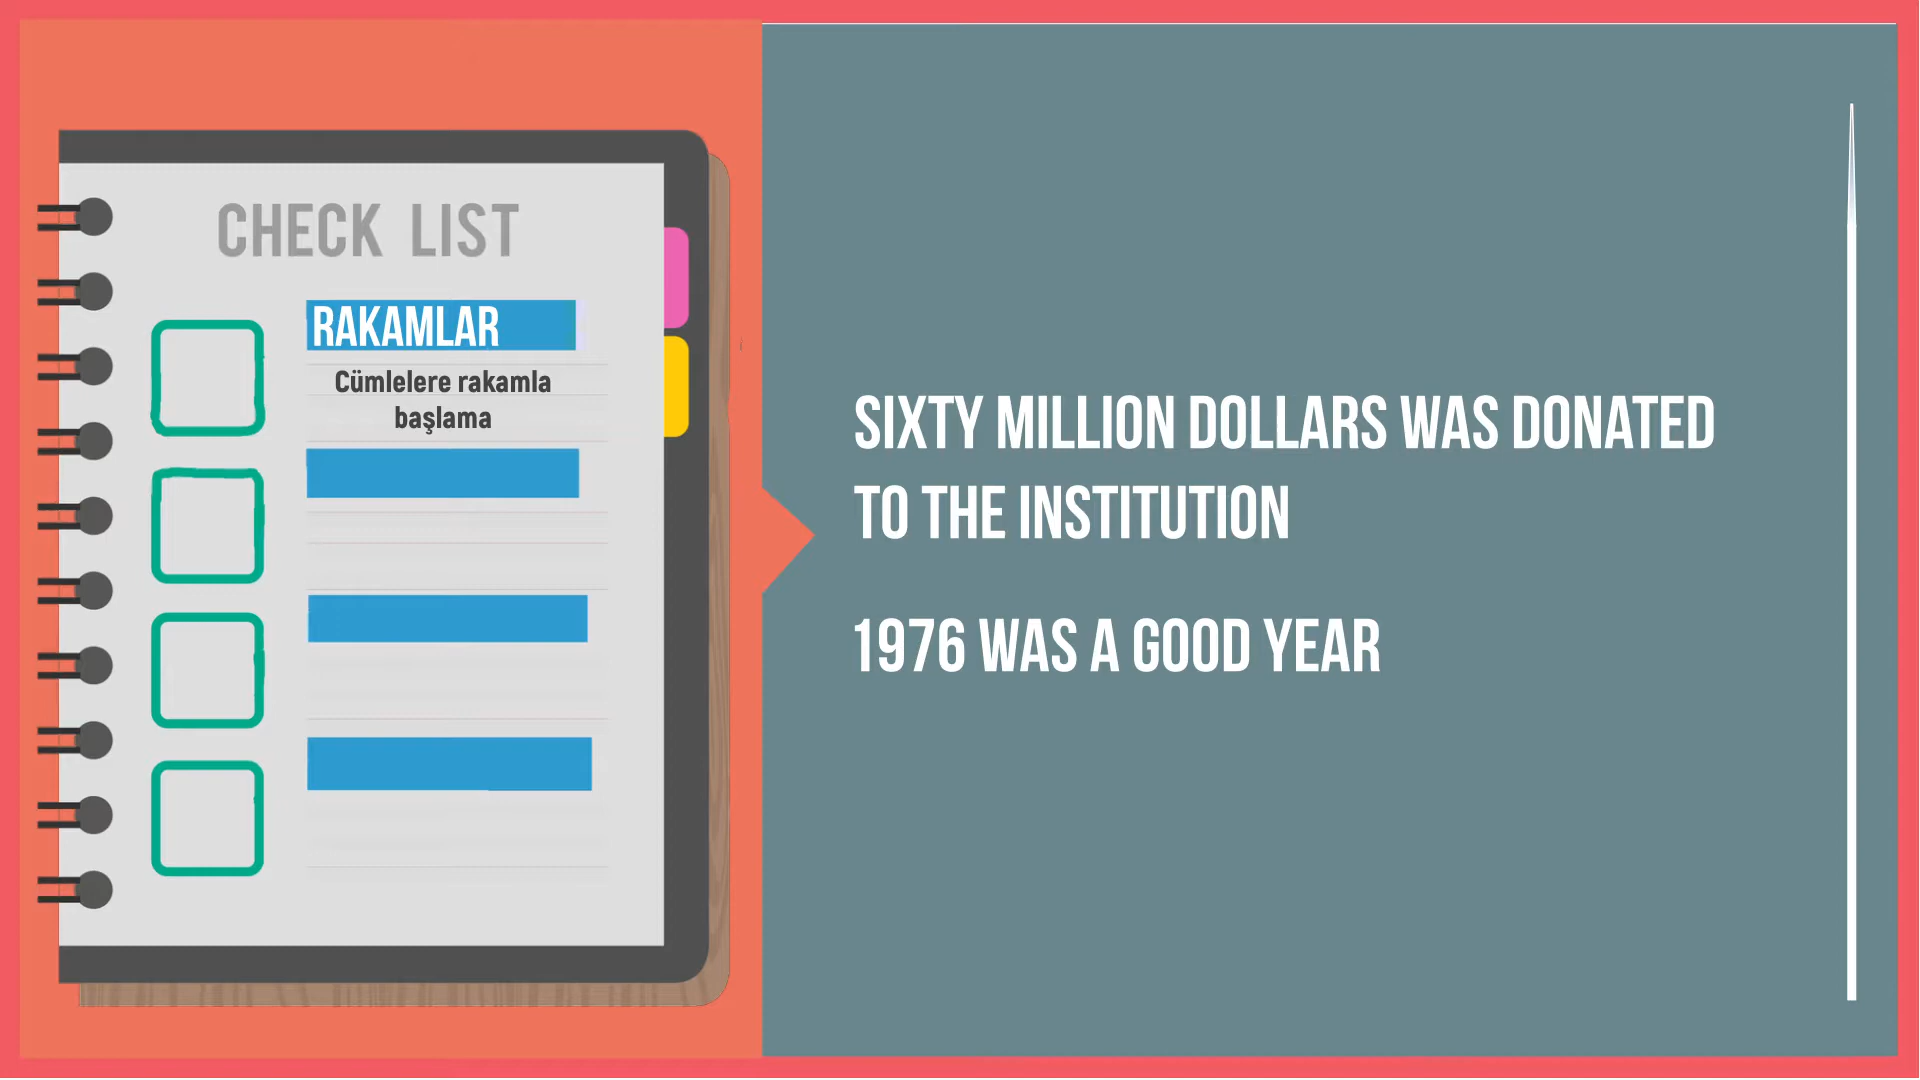 CHECK LIST
RAKAMLAR
Cümlelere rakamla
başlama
SIXTY MILLION DOLLARS WAS DONATED
TO THE INSTITUTION
1976 WAS A GOOD YEAR